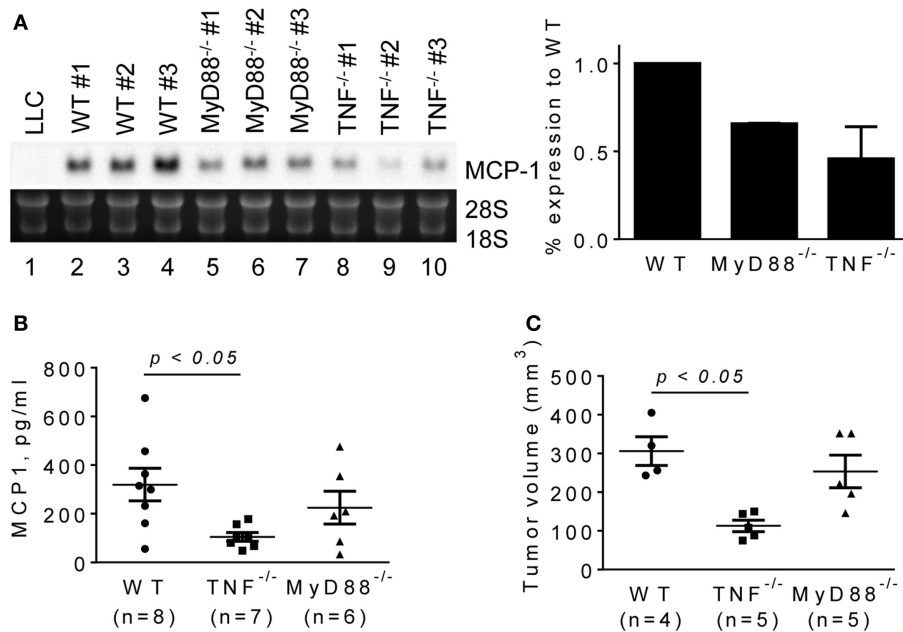 A
LLC
WT #1
WT #2
WT #3
MyD88-/- #1
MyD88-/- #2
MyD88-/- #3
TNF-/- #1
TNF-/- #2
TNF-/- #3
MCP-1
28S
18S
1 2 3 4 5 6 7 8 9 10
% expression to WT
1.0
0.5
0.0
WT MyD88-/- TNF-/-
B
MCP1, pg/ml
800
600
400
200
0
p < 0.05
WT TNF-/- MyD88-/-
(n=8) (n=7) (n=6)
C
Tumor volume (mm3)
500
400
300
200
100
0
p < 0.05
WT TNF-/- MyD88-/-
(n=4) (n=5) (n=5)